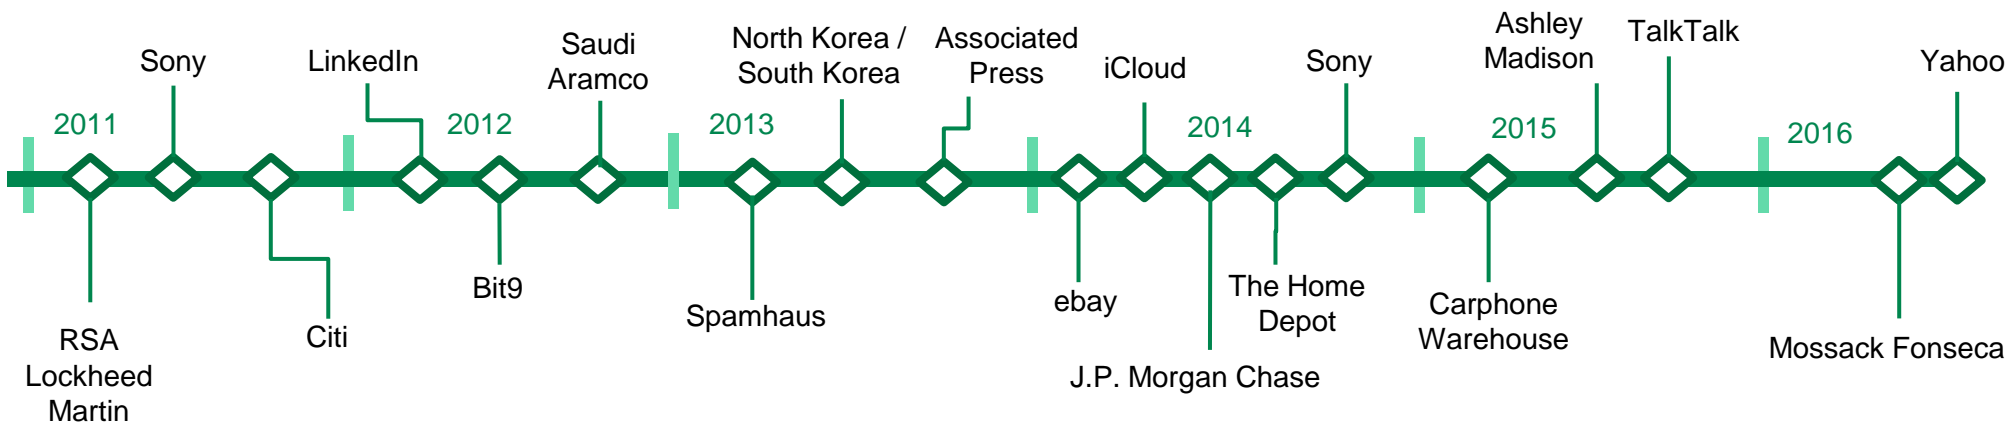 2011
RSA
Lockheed
Martin
Sony
Citi
LinkedIn
2012
Bit9
Saudi
Aramco
2013
Spamhaus
North Korea /
South Korea
Associated
Press
ebay
iCloud
2014
J.P. Morgan Chase
The Home
Depot
Sony
2015
Carphone
Warehouse
Ashley
Madison
TalkTalk
2016
Mossack Fonseca
Yahoo